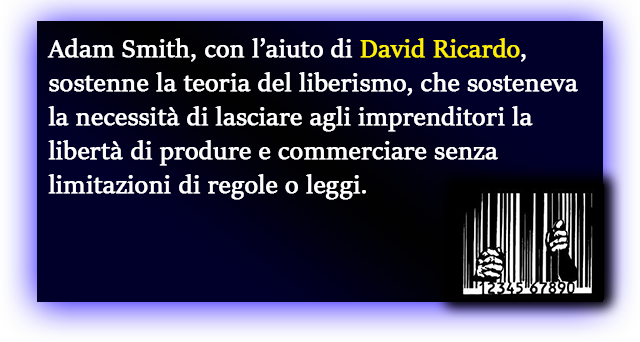 Adam Smith, con l’aiuto di David Ricardo,
sostenne la teoria del liberismo, che sosteneva
la necessità di lasciare agli imprenditori la
libertà di produre e commerciare senza
limitazioni di regole o leggi.
12345-67890